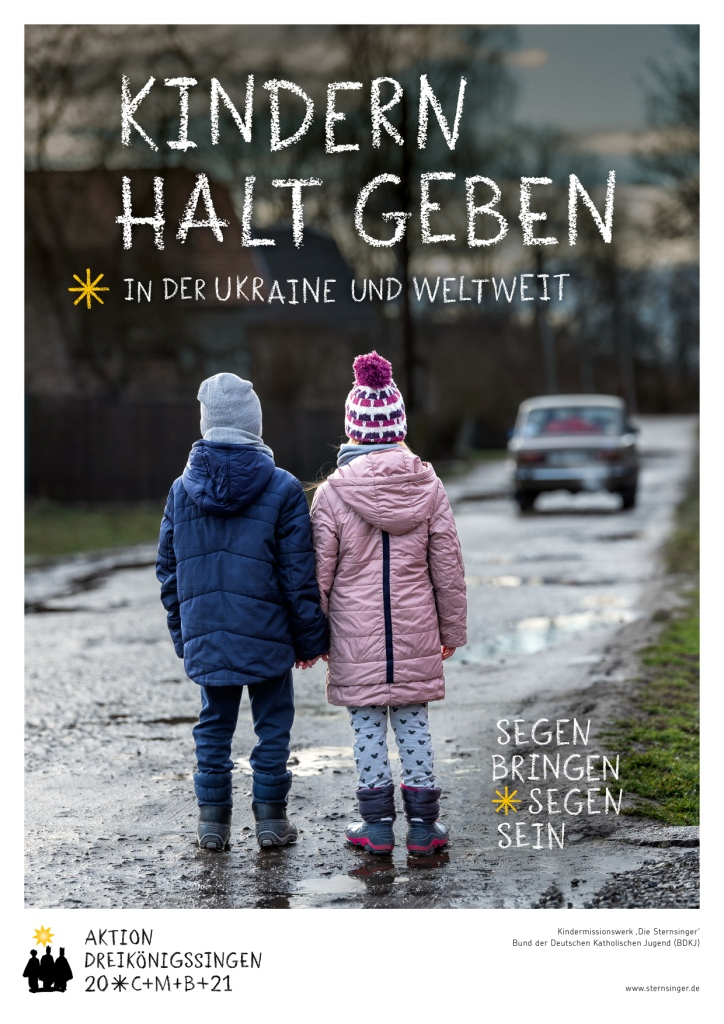 KINDERN
HALT GEBEN
IN DER UKRAINE UND WELTWEIT
SEGEN
BRINGEN
* SEGEN
SEIN
AKTION
DREIKÖNIGSSINGEN
20*C+M+B+21
Kindermissionswerk ‚Die Sternsinger'
Bund der Deutschen Katholischen Jugend (BDKJ)
www.sternsinger.de